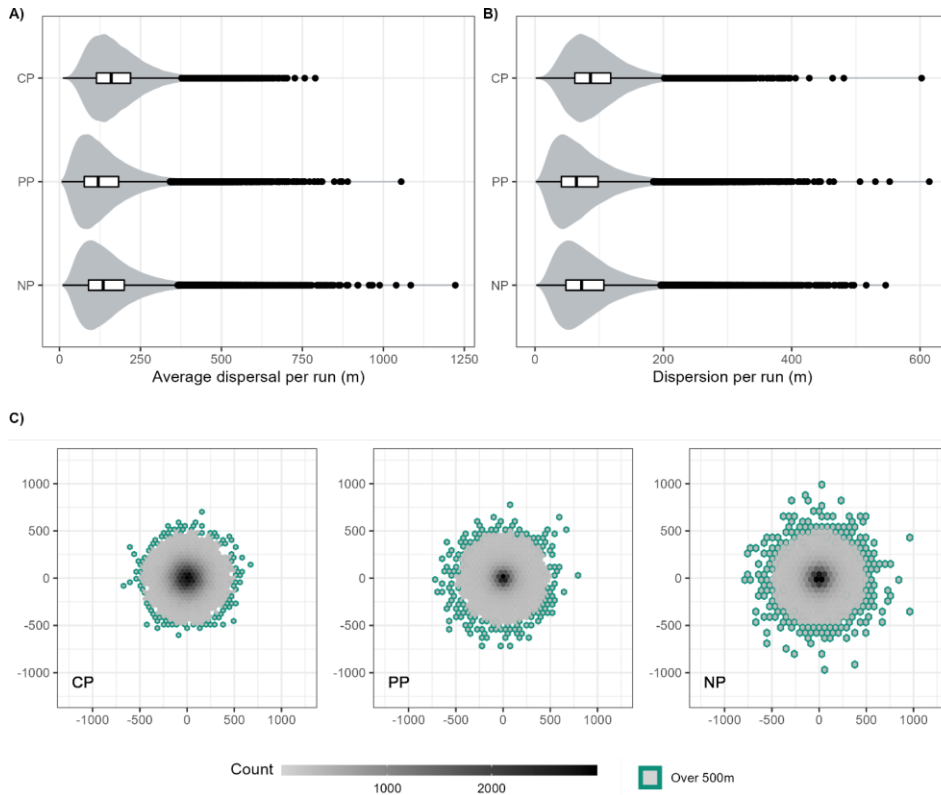 A)
B)
CP
PP
NP
0
250
500
750
1000
1250
Average dispersal per run (m)
CP
PP
NP
0
200
400
600
Dispersion per run (m)
C)
1000
500
0
-500
-1000
CP
-1000 -500 0 500 1000
1000
500
0
-500
-1000
PP
-1000 -500 0 500 1000
1000
500
0
-500
-1000
NP
-1000 -500 0 500 1000
Count
1000 2000
Over 500m